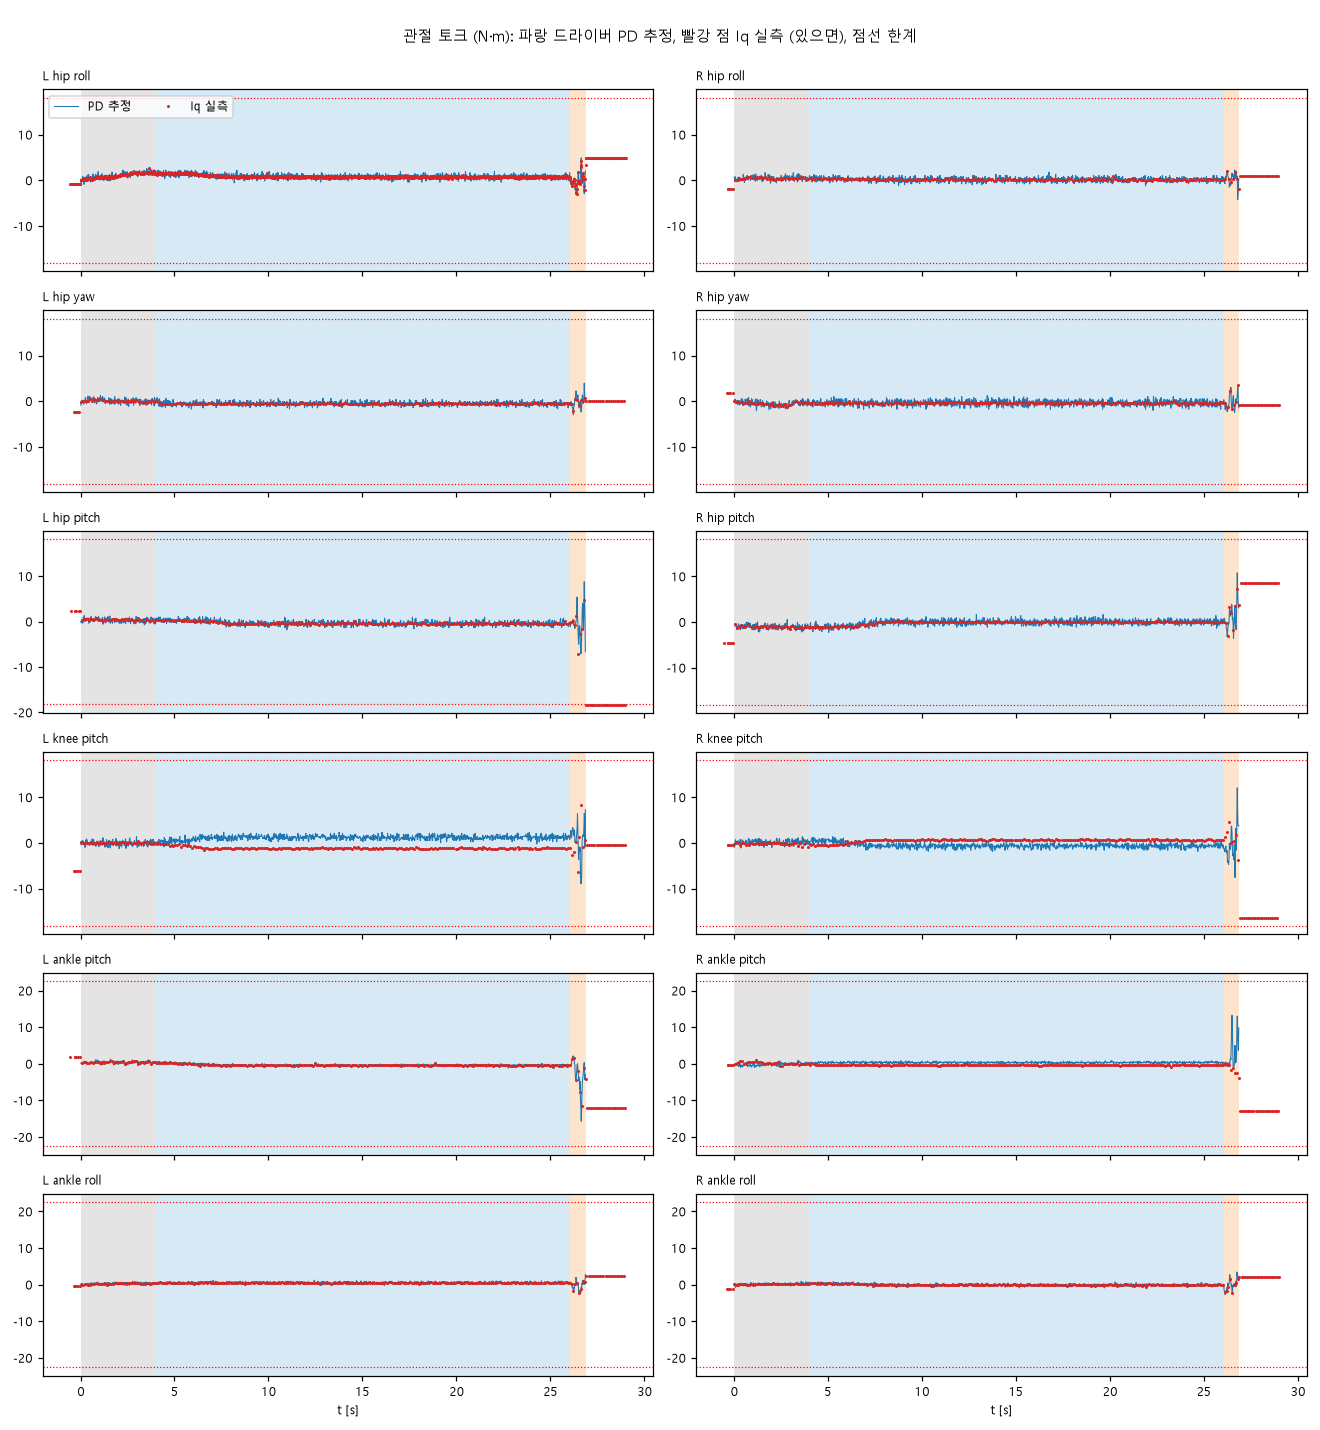 관절 토크 (N·m): 파랑 드라이버 PD 추정, 빨강 점 Iq 실측 (있으면), 점선 한계
L hip roll
PD 추정
Iq 실측
10
0
-10
R hip roll
10
0
-10
L hip yaw
10
0
-10
R hip yaw
10
0
-10
L hip pitch
10
0
-10
-20
R hip pitch
10
0
-10
L knee pitch
10
0
-10
R knee pitch
10
0
-10
L ankle pitch
20
10
0
-10
-20
R ankle pitch
20
10
0
-10
-20
L ankle roll
20
10
0
-10
-20
0 5 10 15 20 25 30
t [s]
R ankle roll
20
10
0
-10
-20
0 5 10 15 20 25 30
t [s]